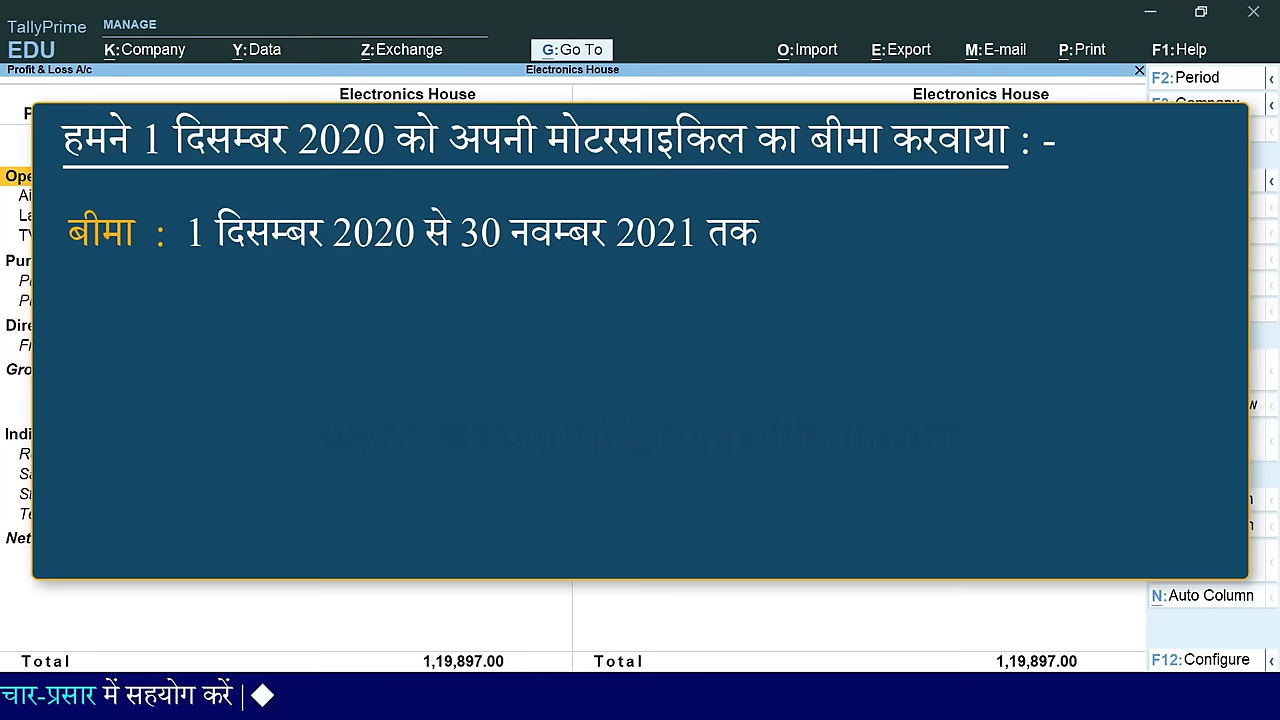 TallyPrime
EDU
MANAGE
K:Company
Y:Data
Z:Exchange
G:Go To
O:Import
E:Export
M:E-mail
P:Print
F1:Help
Profit & Loss A/c
Electronics House
F2:Period
Electronics House
Electronics House
हमने 1 दिसम्बर 2020 को अपनी मोटरसाइकिल का बीमा करवाया : -
बीमा : 1 दिसम्बर 2020 से 30 नवम्बर 2021 तक
N:Auto Column
Total 1,19,897.00
Total 1,19,897.00
F12:Configure
चार-प्रसार में सहयोग करें |